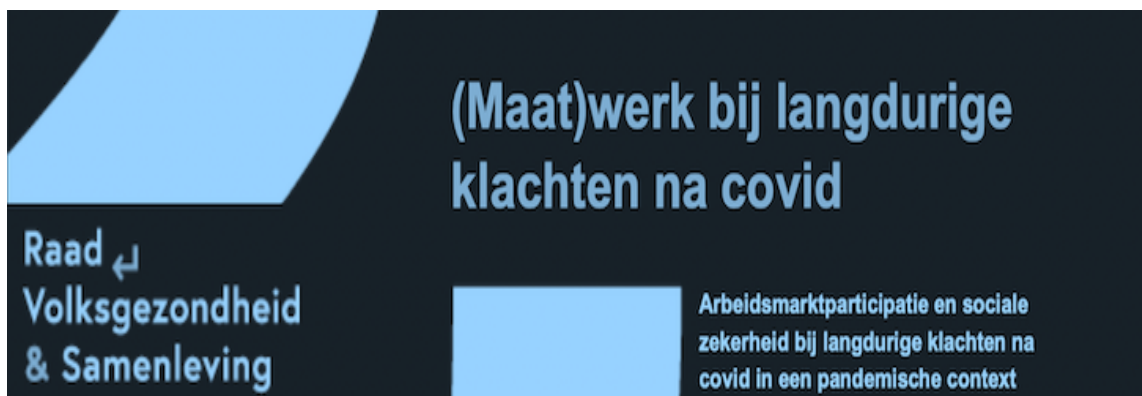 (Maat)werk bij langdurige
klachten na covid
Raad ↵
Volksgezondheid
& Samenleving
Arbeidsmarktparticipatie en sociale
zekerheid bij langdurige klachten na
covid in een pandemische context